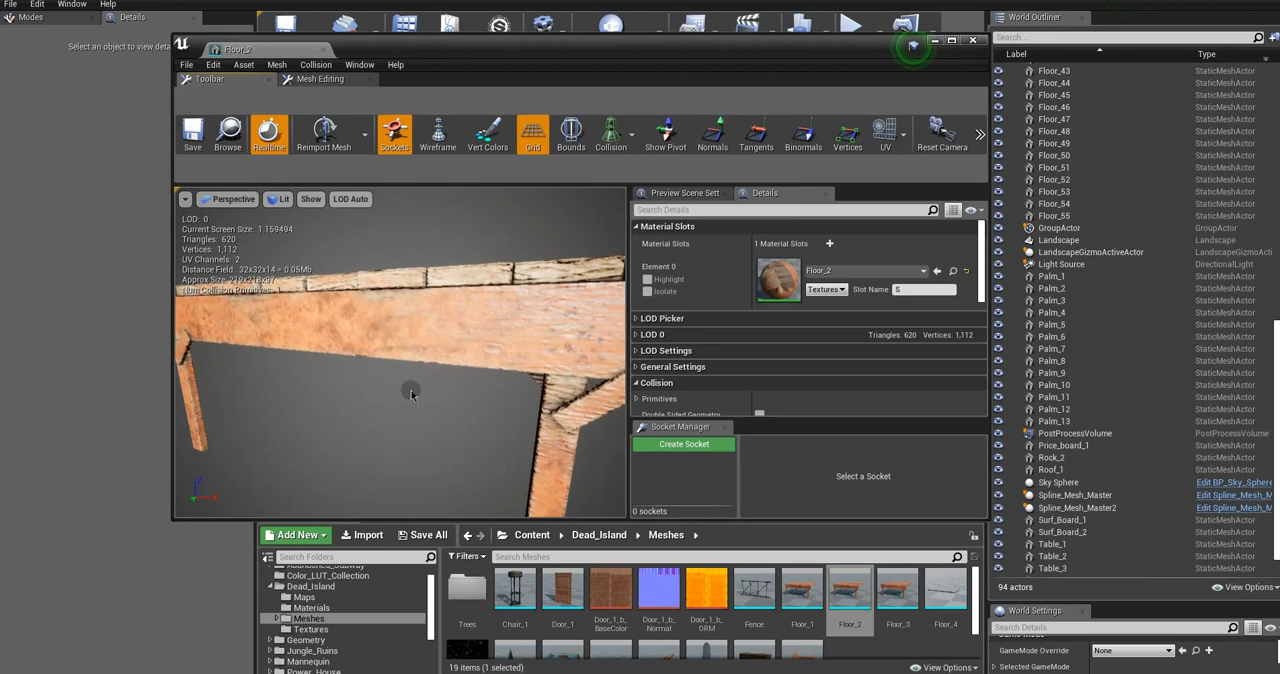 File Edit Window Help
Modes
Details
Select an object to view deta
Floor_2
File Edit Asset Mesh Collision Window Help
Toolbar
Mesh Editing
Save Browse Realtime Reimport Mesh Sockets Wireframe Vert Colors Grid Bounds Collision Show Pivot Normals Tangents Binormals Vertices UV Reset Camera
Perspective Lit Show LOD Auto
LOD: 0
Current Screen Size: 1.159494
Triangles: 620
Vertices: 1,112
UV Channels: 2
Distance Field: 32x32x14 = 0.05Mb
Preview Scene Sett
Details
Search Details
Material Slots
Material Slots 1 Material Slots
Element 0
Highlight
Isolate
Floor_2
Textures Slot Name S
LOD Picker
LOD 0 Triangles: 620 Vertices: 1,112
LOD Settings
General Settings
Collision
Primitives
Double Sided Geometry
Socket Manager
Create Socket
Select a Socket
0 sockets
World Outliner
Search...
Label Type
Floor_43 StaticMeshActor
Floor_44 StaticMeshActor
Floor_45 StaticMeshActor
Floor_46 StaticMeshActor
Floor_47 StaticMeshActor
Floor_48 StaticMeshActor
Floor_49 StaticMeshActor
Floor_50 StaticMeshActor
Floor_51 StaticMeshActor
Floor_52 StaticMeshActor
Floor_53 StaticMeshActor
Floor_54 StaticMeshActor
Floor_55 StaticMeshActor
GroupActor GroupActor
Landscape Landscape
LandscapeGizmoActiveActor LandscapeGizmoActi
Light Source DirectionalLight
Palm_1 StaticMeshActor
Palm_2 StaticMeshActor
Palm_3 StaticMeshActor
Palm_4 StaticMeshActor
Palm_5 StaticMeshActor
Palm_6 StaticMeshActor
Palm_7 StaticMeshActor
Palm_8 StaticMeshActor
Palm_9 StaticMeshActor
Palm_10 StaticMeshActor
Palm_11 StaticMeshActor
Palm_12 StaticMeshActor
Palm_13 StaticMeshActor
PostProcessVolume PostProcessVolume
Price_board_1 StaticMeshActor
Rock_2 StaticMeshActor
Roof_1 StaticMeshActor
Sky Sphere Edit BP_Sky_Sphere
Spline_Mesh_Master Edit Spline_Mesh_M
Spline_Mesh_Master2 Edit Spline_Mesh_M
Surf_Board_1 StaticMeshActor
Surf_Board_2 StaticMeshActor
Table_1 StaticMeshActor
Table_2 StaticMeshActor
Table_3 StaticMeshActor
94 actors View Options
World Settings
Search Details
GameMode Override None
Selected GameMode
Add New Import Save All Content Dead_Island Meshes
Search Folders
Filters Search Meshes
Color_LUT_Collection
Dead_Island
Maps
Materials
Meshes
Textures
Geometry
Jungle_Ruins
Mannequin
Power_House
Trees Chair_1 Door_1 Door_1_b_BaseColor Door_1_b_Normal Door_1_b_ORM Fence Floor_1 Floor_2 Floor_3 Floor_4
19 items (1 selected) View Options